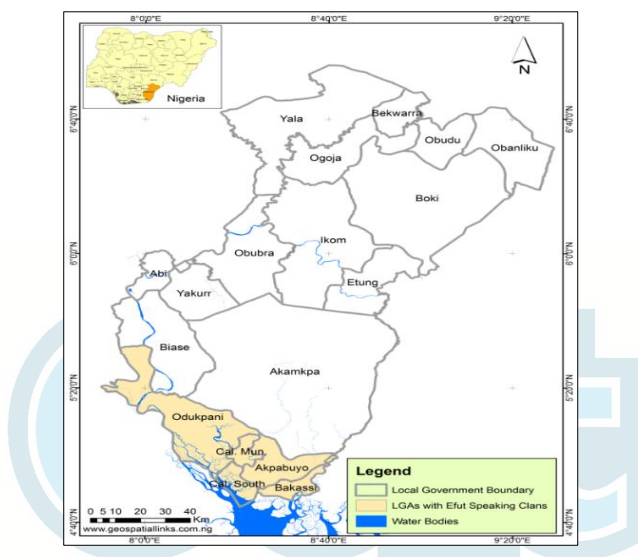 8°0'0"E
8°40'0"E
9°20'0"E
N
Nigeria
6°40'0"N
6°40'0"N
Yala
Bekwarra
Obudu
Obanliku
Ogoja
Boki
Ikom
6°0'0"N
6°0'0"N
Obubra
Abi
Etung
Yakurr
Biase
Akamkpa
5°20'0"N
5°20'0"N
Odukpani
Cal. Mun.
Akpabuyo
Cal. South
Bakassi
Legend
Local Government Boundary
LGAs with Efut Speaking Clans
Water Bodies
0 5 10 20 30 40
Km
www.geospatiallinks.com.ng
4°40'0"N
4°40'0"N
8°0'0"E
8°40'0"E
9°20'0"E